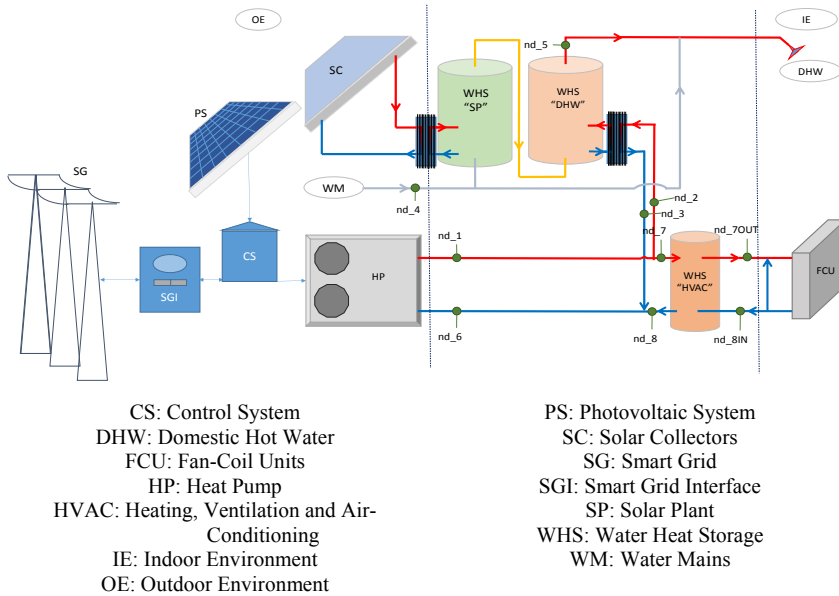 OE
IE
nd_5
SC
DHW
PS
WHS
"SP"
WHS
"DHW"
SG
WM
nd_4
nd_2
nd_3
nd_1
nd_7
nd_7OUT
CS
HP
WHS
"HVAC"
FCU
SGI
nd_6
nd_8
nd_8IN
CS: Control System
DHW: Domestic Hot Water
FCU: Fan-Coil Units
HP: Heat Pump
HVAC: Heating, Ventilation and Air-
Conditioning
IE: Indoor Environment
OE: Outdoor Environment
PS: Photovoltaic System
SC: Solar Collectors
SG: Smart Grid
SGI: Smart Grid Interface
SP: Solar Plant
WHS: Water Heat Storage
WM: Water Mains